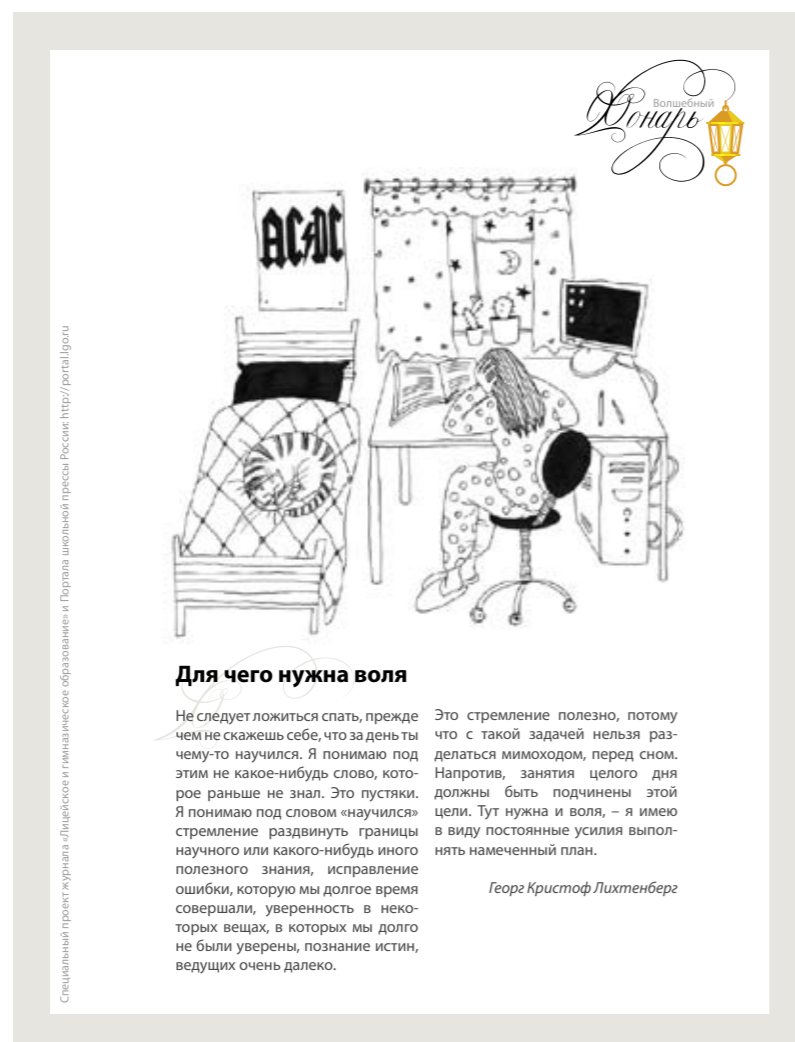 Волшебный
Фонарь
AC DC
Специальный проект журнала «Лицейское и гимназическое образование» и Портала школьной прессы России: http://portal.lgo.ru
Для чего нужна воля
Не следует ложиться спать, прежде
чем не скажешь себе, что за день ты
чему-то научился. Я понимаю под
этим не какое-нибудь слово, кото-
рое раньше не знал. Это пустяки.
Я понимаю под словом «научился»
стремление раздвинуть границы
научного или какого-нибудь иного
полезного знания, исправление
ошибки, которую мы долгое время
совершали, уверенность в неко-
торых вещах, в которых мы долго
не были уверены, познание истин,
ведущих очень далеко.
Это стремление полезно, потому
что с такой задачей нельзя раз-
делаться мимоходом, перед сном.
Напротив, занятия целого дня
должны быть подчинены этой
цели. Тут нужна и воля, – я имею
в виду постоянные усилия выпол-
нять намеченный план.
Георг Кристоф Лихтенберг